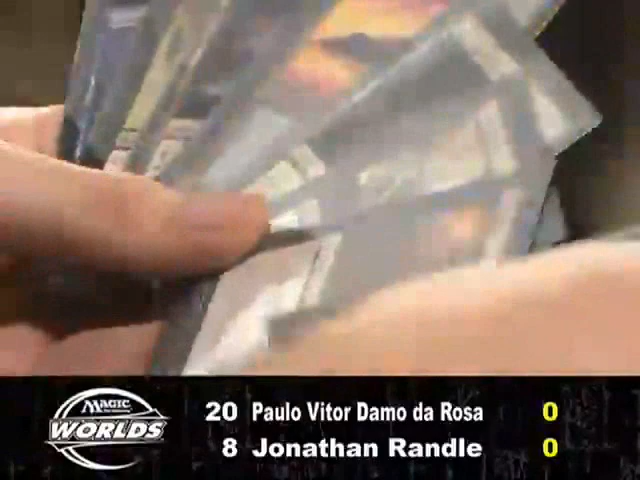 MAGIC
WORLDS
20 Paulo Vitor Damo da Rosa 0
8 Jonathan Randle 0